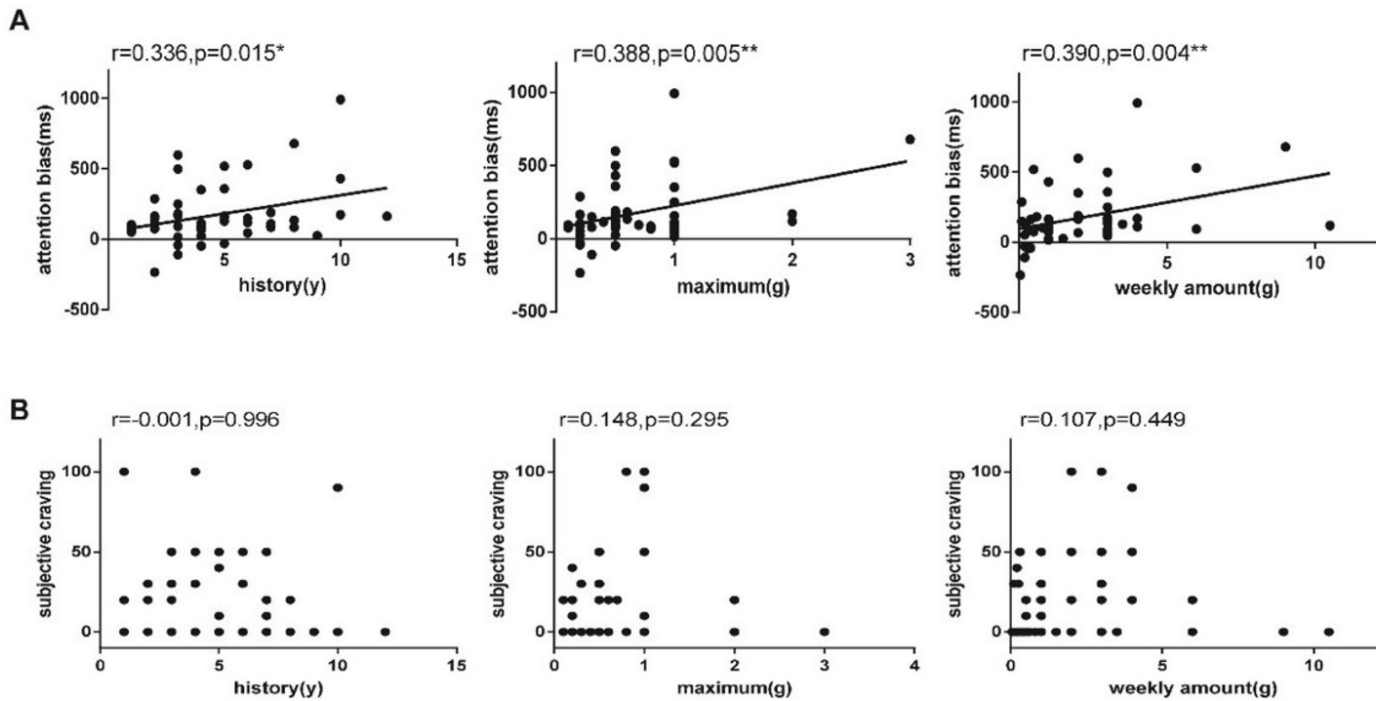 A
r=0.336,p=0.015*
r=0.388,p=0.005**
r=0.390,p=0.004**
attention bias(ms)
1000
500
0
-500
5
10
15
history(y)
attention bias(ms)
1000
500
0
-500
1
2
3
maximum(g)
attention bias(ms)
1000
500
0
-500
5
10
weekly amount(g)
B
r=-0.001,p=0.996
r=0.148,p=0.295
r=0.107,p=0.449
subjective craving
100
50
0
0
5
10
15
history(y)
subjective craving
100
50
0
0
1
2
3
4
maximum(g)
subjective craving
100
50
0
0
5
10
weekly amount(g)